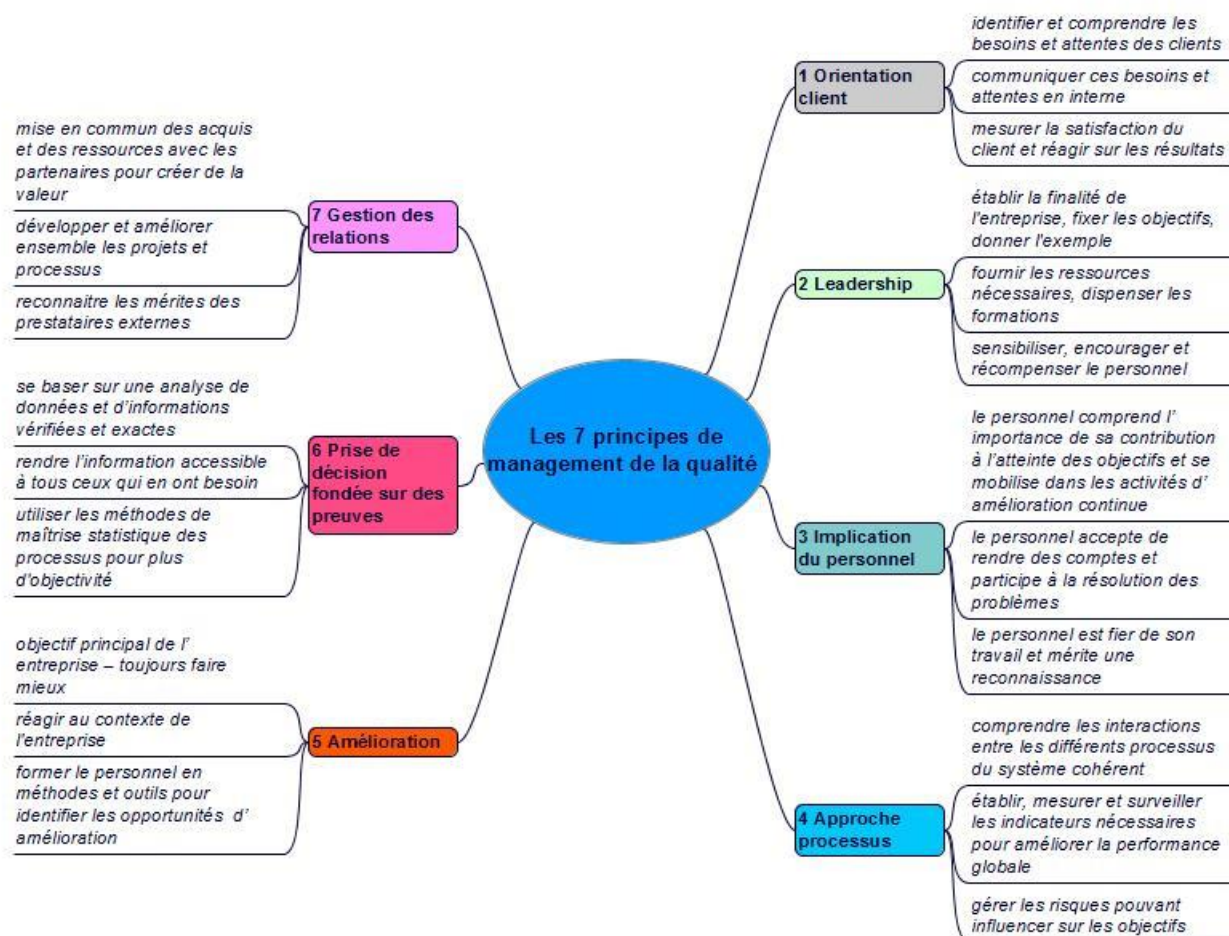 Les 7 principes de
management de la qualité
1 Orientation
client
identifier et comprendre les
besoins et attentes des clients
communiquer ces besoins et
attentes en interne
mesurer la satisfaction du
client et réagir sur les résultats
2 Leadership
établir la finalité de
l'entreprise, fixer les objectifs,
donner l'exemple
fournir les ressources
nécessaires, dispenser les
formations
sensibiliser, encourager et
récompenser le personnel
3 Implication
du personnel
le personnel comprend l'
importance de sa contribution
à l'atteinte des objectifs et se
mobilise dans les activités d'
amélioration continue
le personnel accepte de
rendre des comptes et
participe à la résolution des
problèmes
le personnel est fier de son
travail et mérite une
reconnaissance
4 Approche
processus
comprendre les interactions
entre les différents processus
du système cohérent
établir, mesurer et surveiller
les indicateurs nécessaires
pour améliorer la performance
globale
gérer les risques pouvant
influencer sur les objectifs
5 Amélioration
objectif principal de l'
entreprise – toujours faire
mieux
réagir au contexte de
l'entreprise
former le personnel en
méthodes et outils pour
identifier les opportunités d'
amélioration
6 Prise de
décision
fondée sur des
preuves
se baser sur une analyse de
données et d'informations
vérifiées et exactes
rendre l'information accessible
à tous ceux qui en ont besoin
utiliser les méthodes de
maîtrise statistique des
processus pour plus
d'objectivité
7 Gestion des
relations
mise en commun des acquis
et des ressources avec les
partenaires pour créer de la
valeur
développer et améliorer
ensemble les projets et
processus
reconnaitre les mérites des
prestataires externes